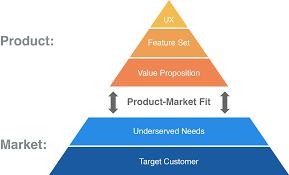 UX
Product:
Feature Set
Value Proposition
Product-Market Fit
Underserved Needs
Market:
Target Customer